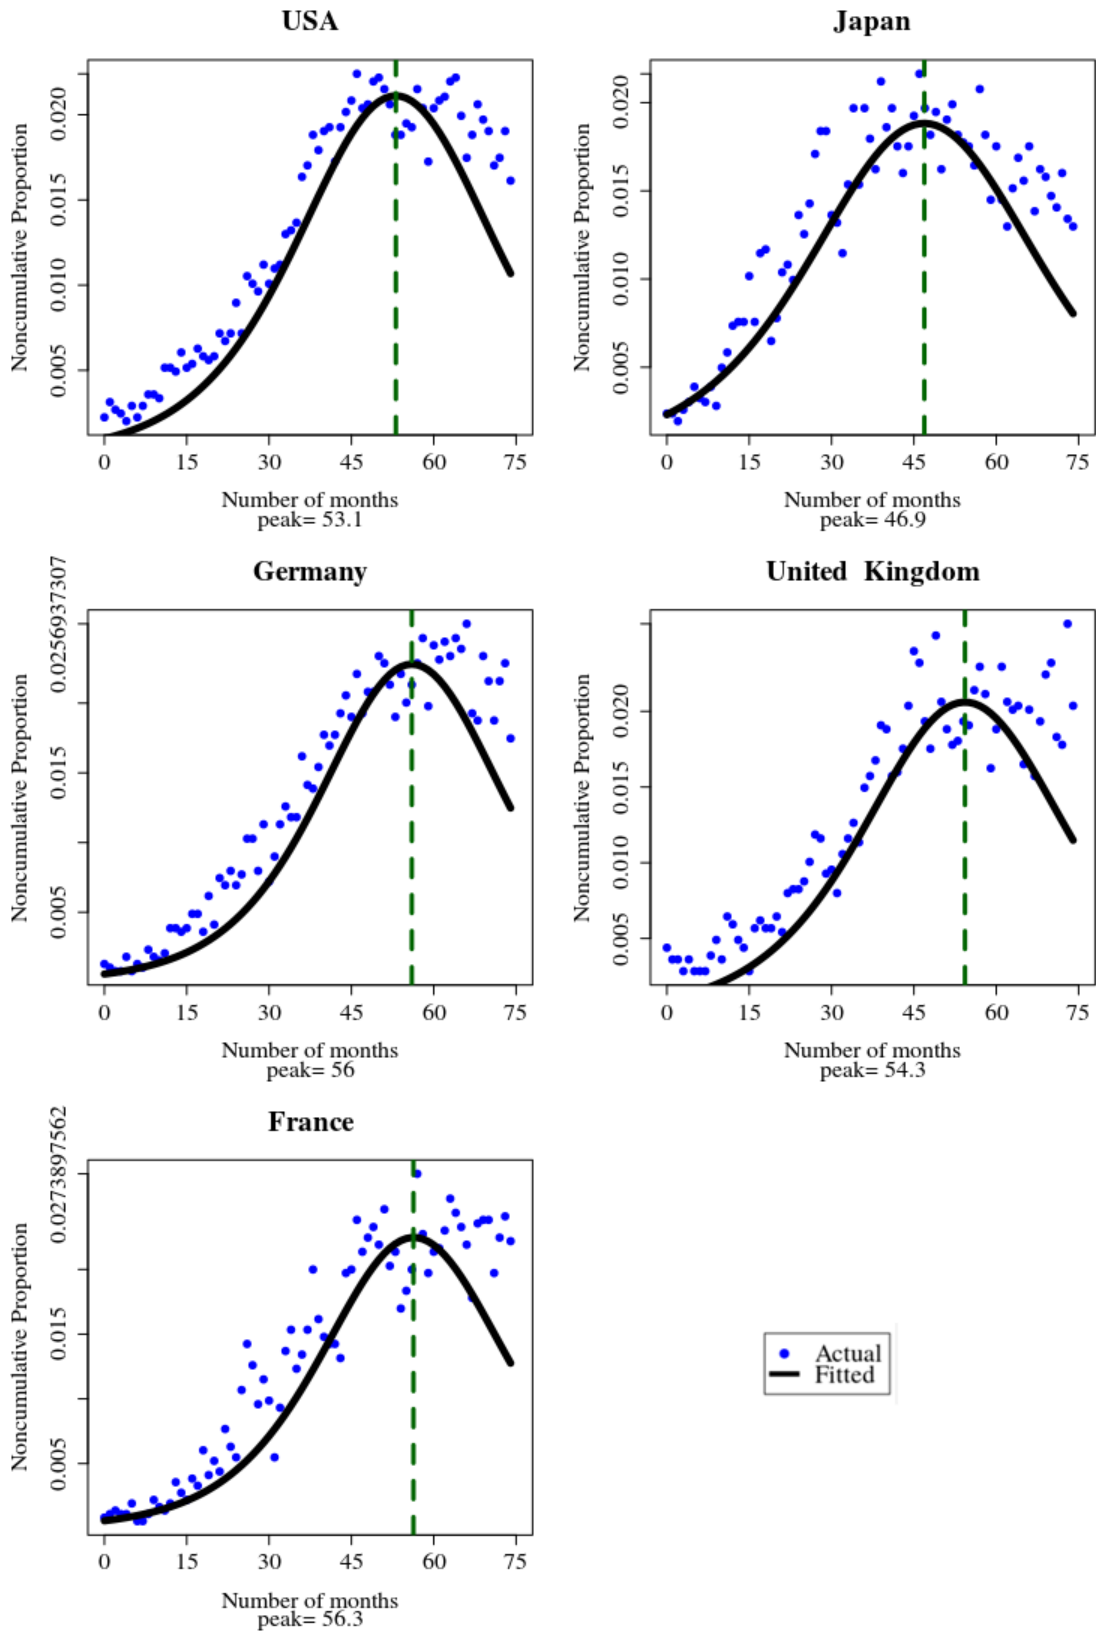 USA
Noncumulative Proportion
0.020
0.015
0.010
0.005
0 15 30 45 60 75
Number of months
peak= 53.1
Japan
Noncumulative Proportion
0.020
0.015
0.010
0.005
0 15 30 45 60 75
Number of months
peak= 46.9
Germany
Noncumulative Proportion
0.0256937307
0.015
0.005
0 15 30 45 60 75
Number of months
peak= 56
United Kingdom
Noncumulative Proportion
0.020
0.015
0.010
0.005
0 15 30 45 60 75
Number of months
peak= 54.3
France
Noncumulative Proportion
0.0273897562
0.015
0.005
0 15 30 45 60 75
Number of months
peak= 56.3
Actual
Fitted